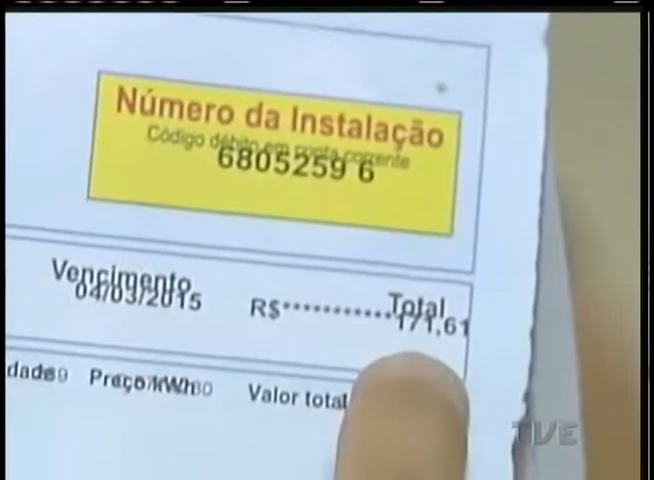 Número da Instalação
Código débito em conta corrente
6805259 6
Vencimento
04/03/2015
Total
R$***********171,61
dade Preço/kWh Valor total
TVE